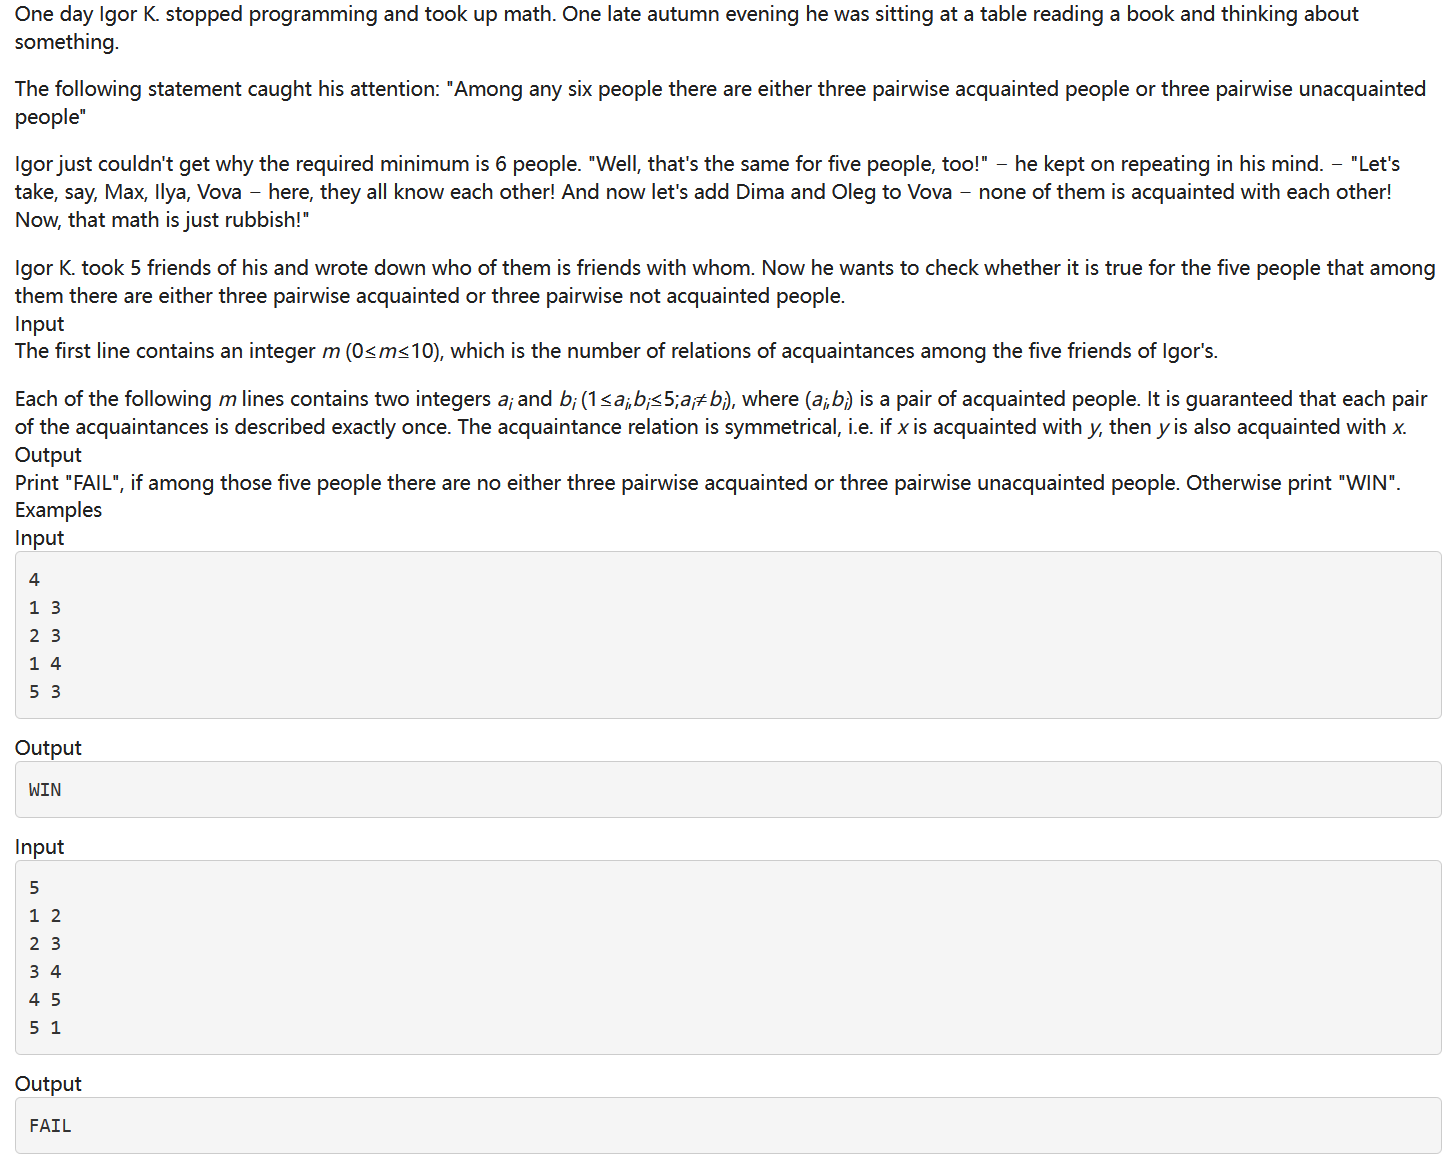 One day Igor K. stopped programming and took up math. One late autumn evening he was sitting at a table reading a book and thinking about
something.
The following statement caught his attention: "Among any six people there are either three pairwise acquainted people or three pairwise unacquainted
people"
Igor just couldn't get why the required minimum is 6 people. "Well, that's the same for five people, too!" − he kept on repeating in his mind. − "Let's
take, say, Max, Ilya, Vova − here, they all know each other! And now let's add Dima and Oleg to Vova − none of them is acquainted with each other!
Now, that math is just rubbish!"
Igor K. took 5 friends of his and wrote down who of them is friends with whom. Now he wants to check whether it is true for the five people that among
them there are either three pairwise acquainted or three pairwise not acquainted people.
Input
The first line contains an integer m (0≤m≤10), which is the number of relations of acquaintances among the five friends of Igor's.
Each of the following m lines contains two integers ai and bi (1≤ai,bi≤5;ai≠bi), where (ai,bi) is a pair of acquainted people. It is guaranteed that each pair
of the acquaintances is described exactly once. The acquaintance relation is symmetrical, i.e. if x is acquainted with y, then y is also acquainted with x.
Output
Print "FAIL", if among those five people there are no either three pairwise acquainted or three pairwise unacquainted people. Otherwise print "WIN".
Examples
Input
4
1 3
2 3
1 4
5 3
Output
WIN
Input
5
1 2
2 3
3 4
4 5
5 1
Output
FAIL